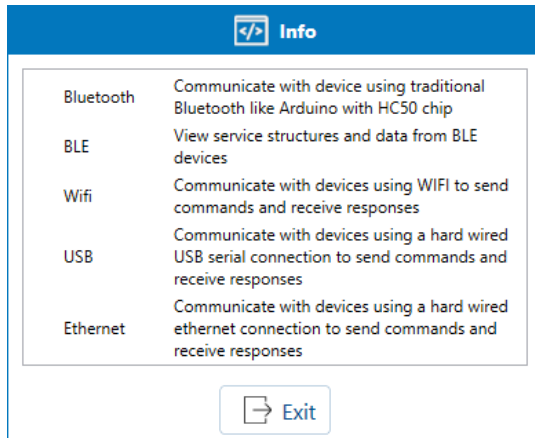 Info
Bluetooth
Communicate with device using traditional
Bluetooth like Arduino with HC50 chip
BLE
View service structures and data from BLE
devices
Wifi
Communicate with devices using WIFI to send
commands and receive responses
USB
Communicate with devices using a hard wired
USB serial connection to send commands and
receive responses
Ethernet
Communicate with devices using a hard wired
ethernet connection to send commands and
receive responses
Exit